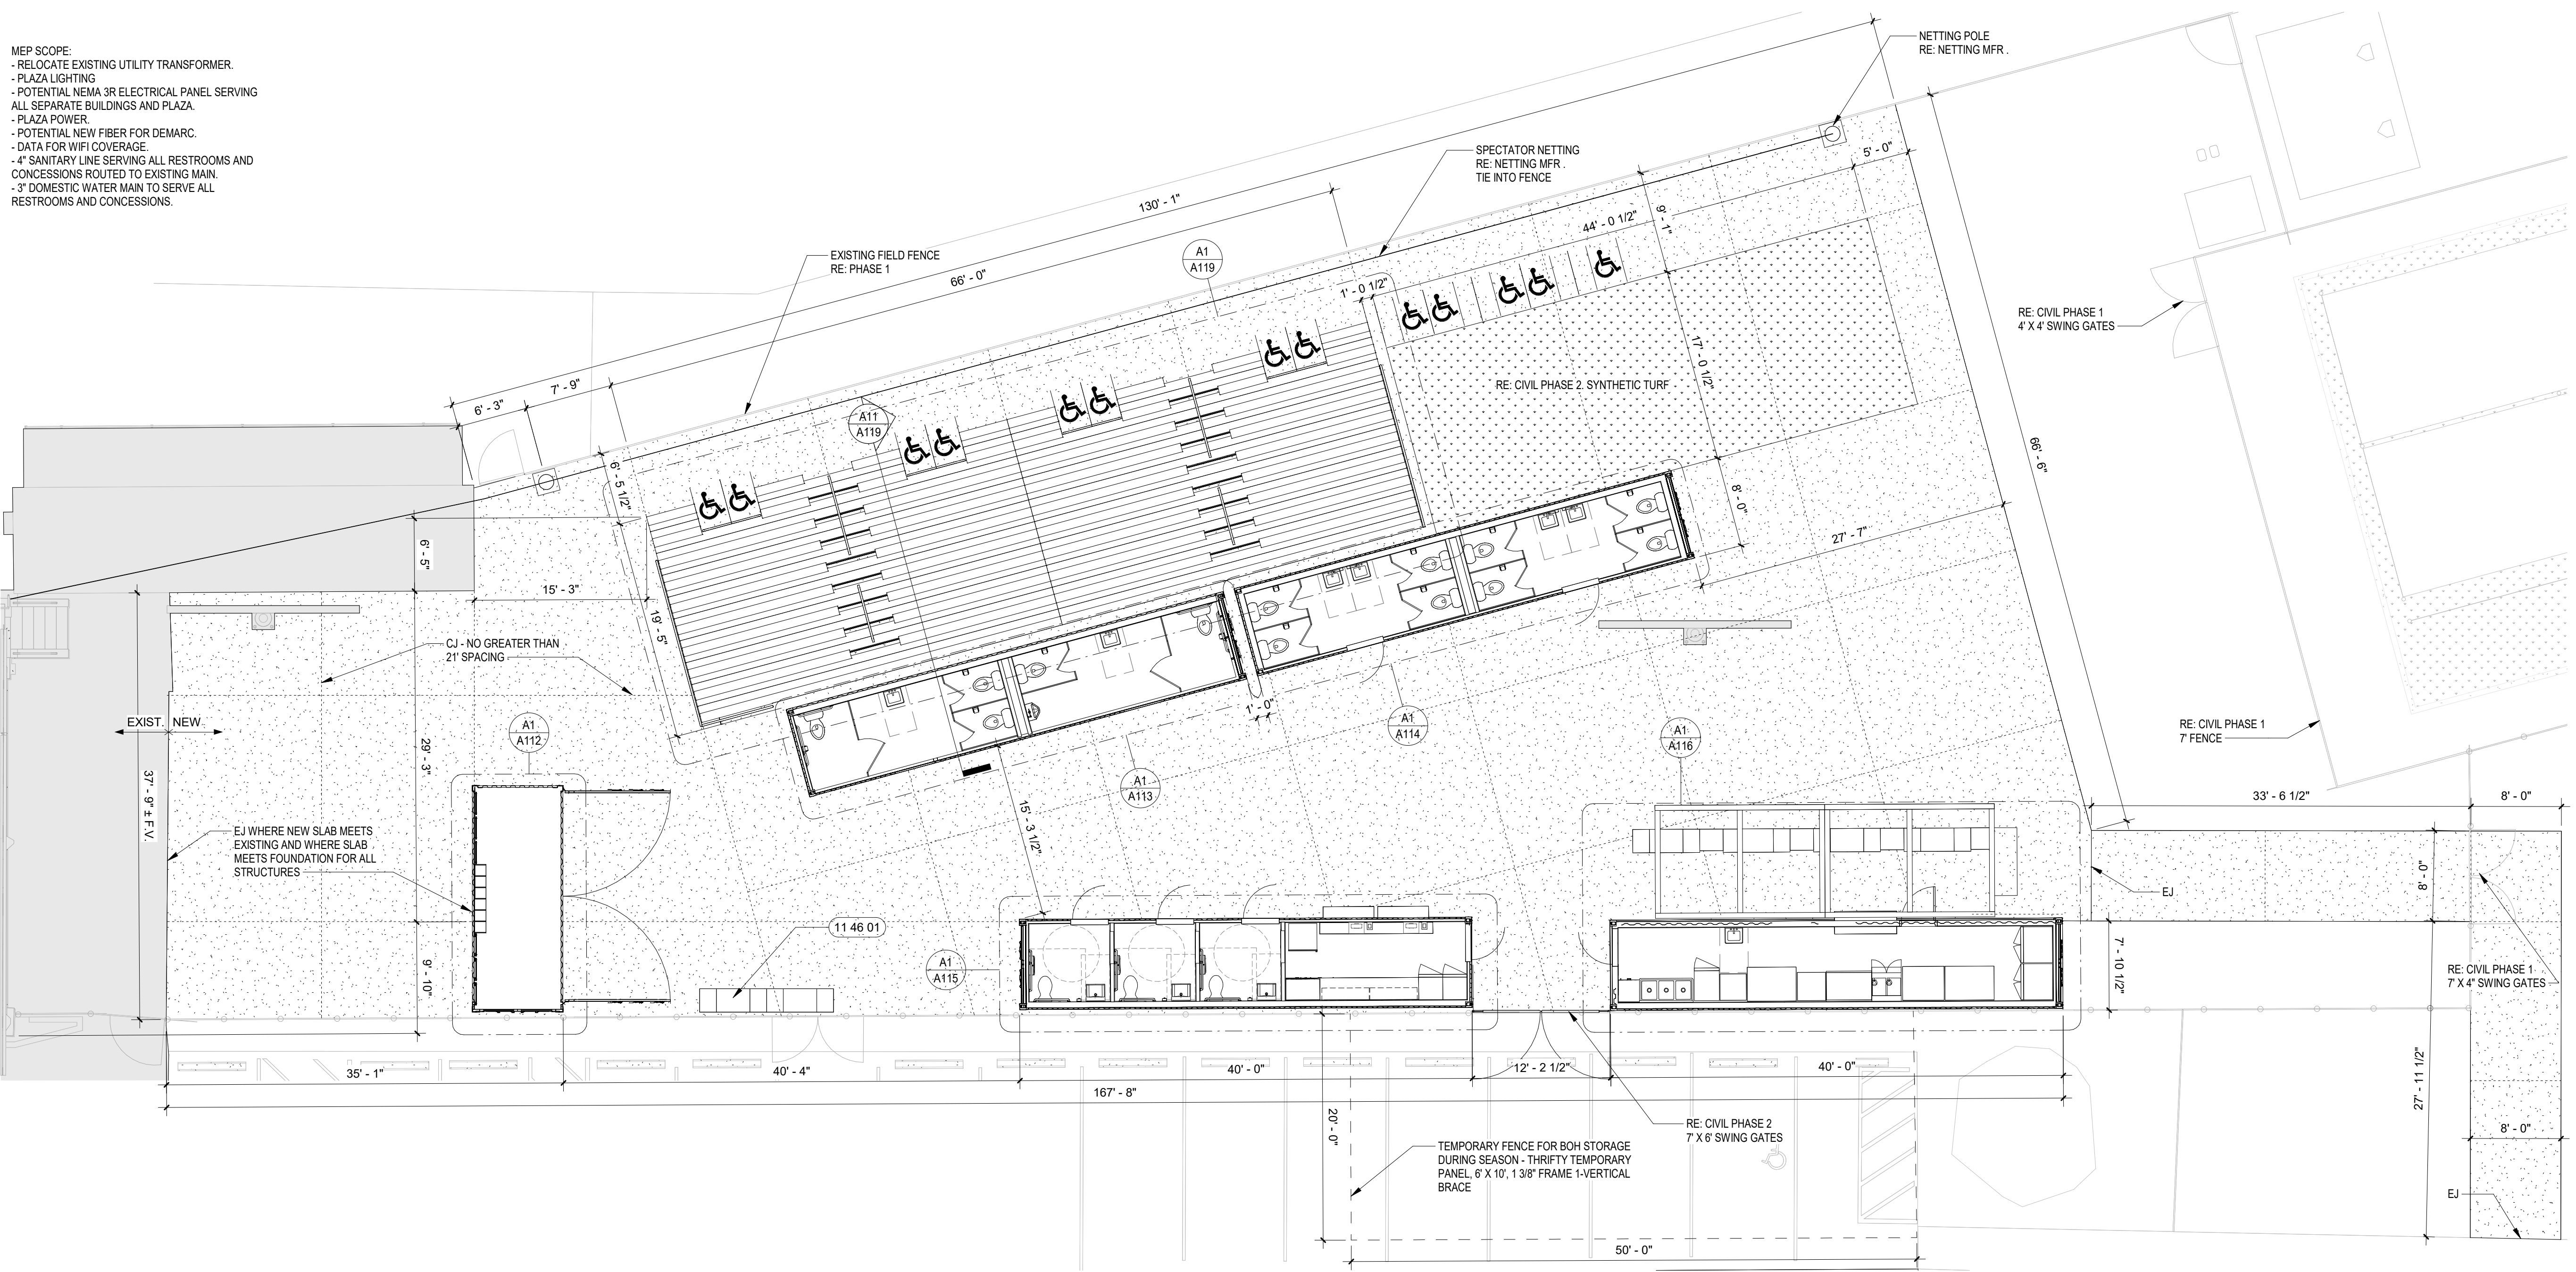 MEP SCOPE:
- RELOCATE EXISTING UTILITY TRANSFORMER.
- PLAZA LIGHTING
- POTENTIAL NEMA 3R ELECTRICAL PANEL SERVING
ALL SEPARATE BUILDINGS AND PLAZA.
- PLAZA POWER.
- POTENTIAL NEW FIBER FOR DEMARC.
- DATA FOR WIFI COVERAGE.
- 4" SANITARY LINE SERVING ALL RESTROOMS AND
CONCESSIONS ROUTED TO EXISTING MAIN.
- 3" DOMESTIC WATER MAIN TO SERVE ALL
RESTROOMS AND CONCESSIONS.
NETTING POLE
RE: NETTING MFR .
SPECTATOR NETTING
RE: NETTING MFR .
TIE INTO FENCE
5' - 0"
130' - 1"
9' - 1"
44' - 0 1/2"
EXISTING FIELD FENCE
RE: PHASE 1
A1
A119
66' - 0"
1' - 0 1/2"
RE: CIVIL PHASE 1
4' X 4' SWING GATES
17' - 0 1/2"
RE: CIVIL PHASE 2. SYNTHETIC TURF
7' - 9"
6' - 3"
A11
A119
66' - 6"
6' - 5 1/2"
8' - 0"
27' - 7"
6' - 5"
15' - 3"
19' - 5"
CJ - NO GREATER THAN
21' SPACING
EXIST.
NEW
1' - 0"
A1
A112
A1
A114
A1
A116
RE: CIVIL PHASE 1
7' FENCE
29' - 3"
A1
A113
37' - 9" ± F.V.
15' - 3 1/2"
33' - 6 1/2"
8' - 0"
EJ WHERE NEW SLAB MEETS
EXISTING AND WHERE SLAB
MEETS FOUNDATION FOR ALL
STRUCTURES
8' - 0"
EJ
11 46 01
A1
A115
9' - 10"
7' - 10 1/2"
RE: CIVIL PHASE 1
7' X 4" SWING GATES
35' - 1"
40' - 4"
40' - 0"
12' - 2 1/2"
40' - 0"
167' - 8"
27' - 11 1/2"
20' - 0"
RE: CIVIL PHASE 2
7' X 6' SWING GATES
8' - 0"
TEMPORARY FENCE FOR BOH STORAGE
DURING SEASON - THRIFTY TEMPORARY
PANEL, 6' X 10', 1 3/8" FRAME 1-VERTICAL
BRACE
EJ
50' - 0"